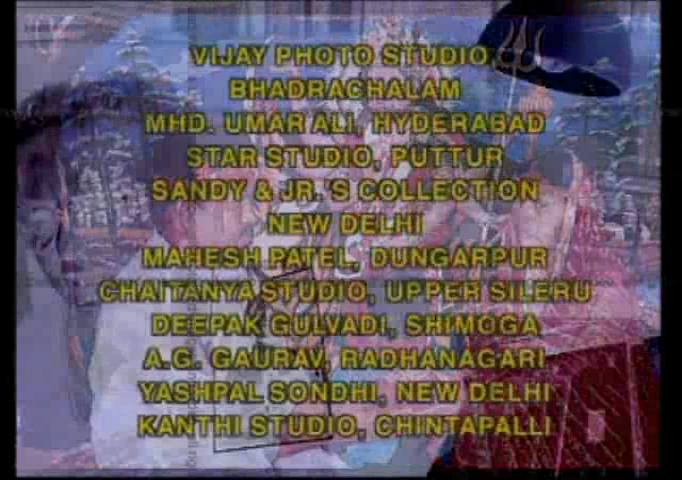 VIJAY PHOTO STUDIO,
BHADRACHALAM
MHD. UMAR ALI, HYDERABAD
STAR STUDIO, PUTTUR
SANDY & JR.'S COLLECTION
NEW DELHI
MAHESH PATEL, DUNGARPUR
CHAITANYA STUDIO, UPPER SILERU
DEEPAK GULVADI, SHIMOGA
A.G. GAURAV, RADHANAGARI
YASHPAL SONDHI, NEW DELHI
KANTHI STUDIO, CHINTAPALLI